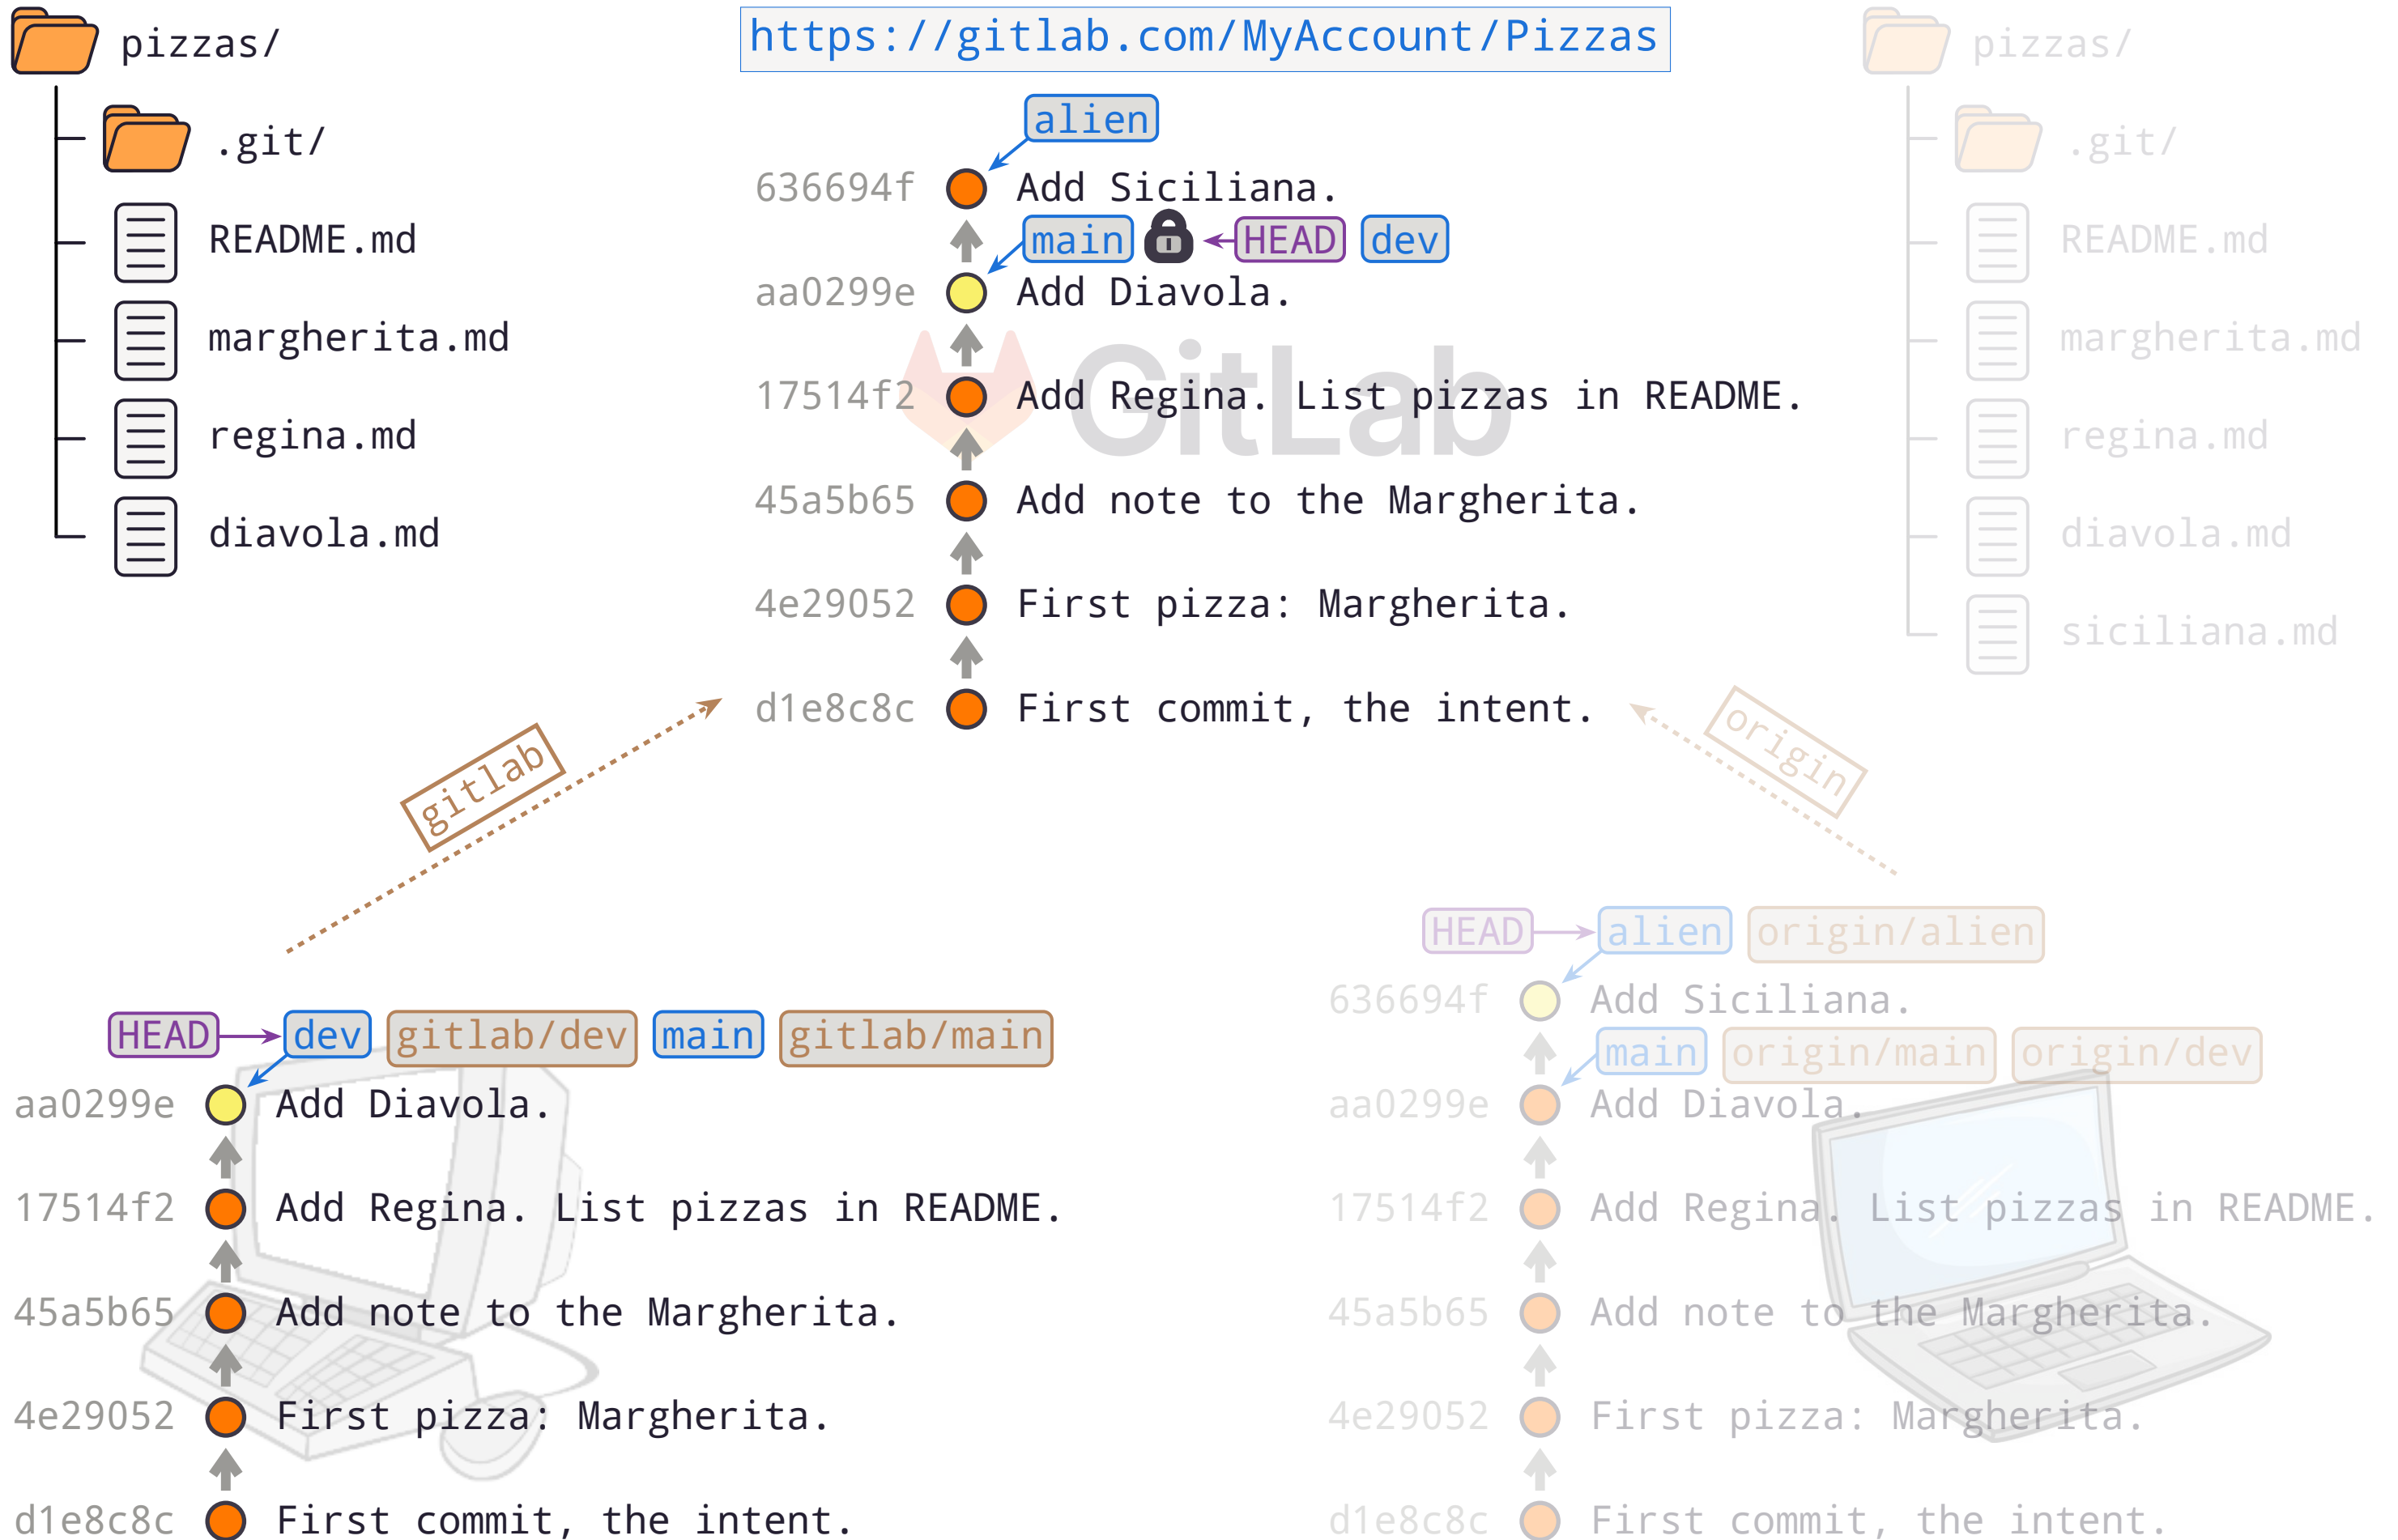 pizzas/
.git/
README.md
margherita.md
regina.md
diavola.md
https://gitlab.com/MyAccount/Pizzas
alien
636694f Add Siciliana.
main HEAD dev
aa0299e Add Diavola.
GitLab
17514f2 Add Regina. List pizzas in README.
45a5b65 Add note to the Margherita.
4e29052 First pizza: Margherita.
d1e8c8c First commit, the intent.
pizzas/
.git/
README.md
margherita.md
regina.md
diavola.md
siciliana.md
gitlab
origin
HEAD dev gitlab/dev main gitlab/main
aa0299e Add Diavola.
17514f2 Add Regina. List pizzas in README.
45a5b65 Add note to the Margherita.
4e29052 First pizza: Margherita.
d1e8c8c First commit, the intent.
HEAD alien origin/alien
636694f Add Siciliana.
main origin/main origin/dev
aa0299e Add Diavola.
17514f2 Add Regina. List pizzas in README.
45a5b65 Add note to the Margherita.
4e29052 First pizza: Margherita.
d1e8c8c First commit, the intent.